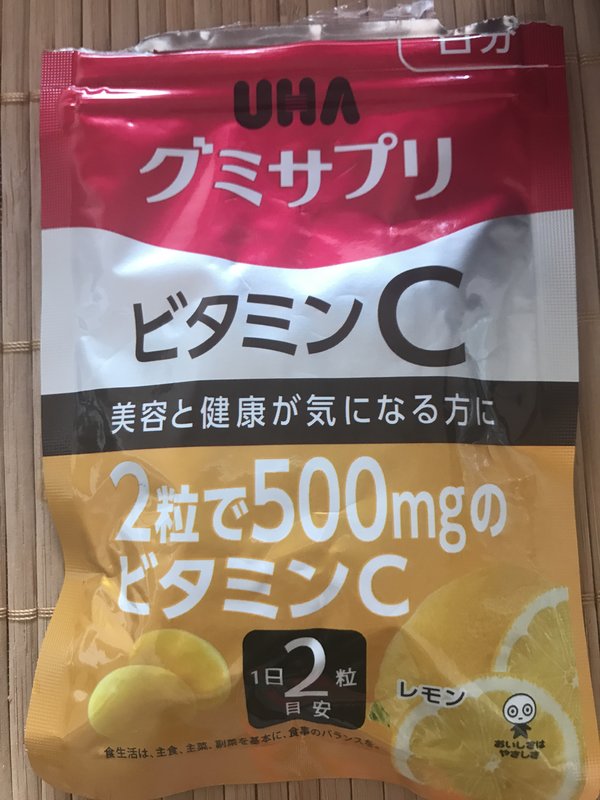 日分
UHA
グミサプリ
ビタミンC
美容と健康が気になる方に
2粒で500mgの
ビタミンC
1日2粒
目安
レモン
おいしさは
やさしさ
食生活は、主食、主菜、副菜を基本に、食事のバランスを。